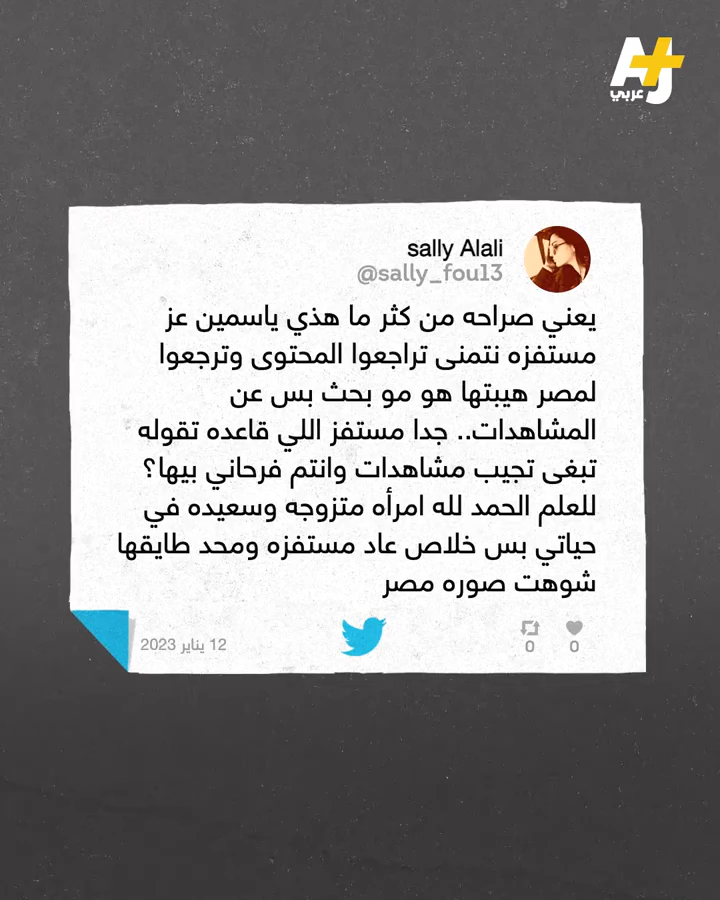 AJ+
عربي
sally Alali
@sally_fou13
يعني صراحه من كثر ما هذي ياسمين عز
مستفزه نتمنى تراجعوا المحتوى وترجعوا
لمصر هيبتها هو مو بحث بس عن
المشاهدات.. جدا مستفز اللي قاعده تقوله
تبغى تجيب مشاهدات وانتم فرحاني بيها؟
للعلم الحمد لله امرأه متزوجه وسعيده في
حياتي بس خلاص عاد مستفزه ومحد طايقها
شوهت صوره مصر
0 0
12 يناير 2023